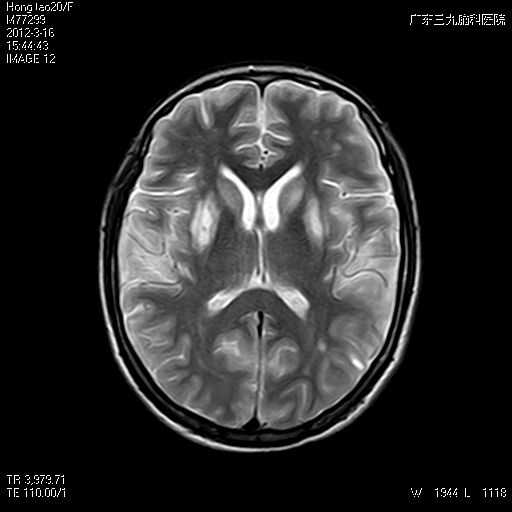 Hong tao20/F
M77299
2012-3-16
15:44:43
IMAGE 12
广东三九脑科医院
TR 3,979.71
TE 110.00/1
W 1944 L 1118